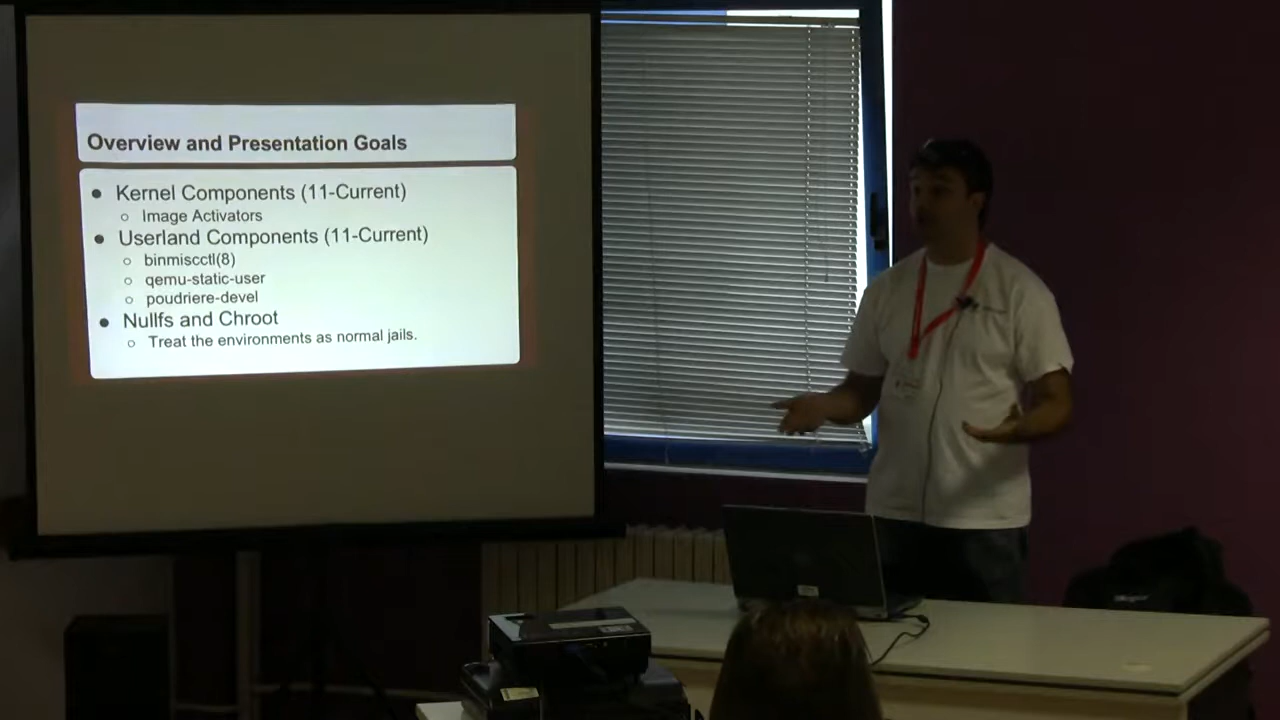 Overview and Presentation Goals
Kernel Components (11-Current)
Image Activators
Userland Components (11-Current)
binmiscctl(8)
qemu-static-user
poudriere-devel
Nullfs and Chroot
Treat the environments as normal jails.